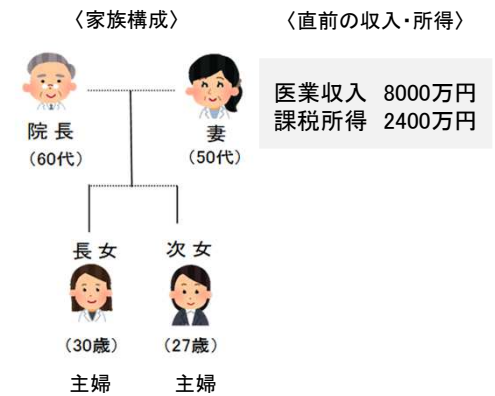 〈家族構成〉
〈直前の収入・所得〉
医業収入 8000万円
課税所得 2400万円
院長
(60代)
妻
(50代)
長女
(30歳)
主婦
次女
(27歳)
主婦